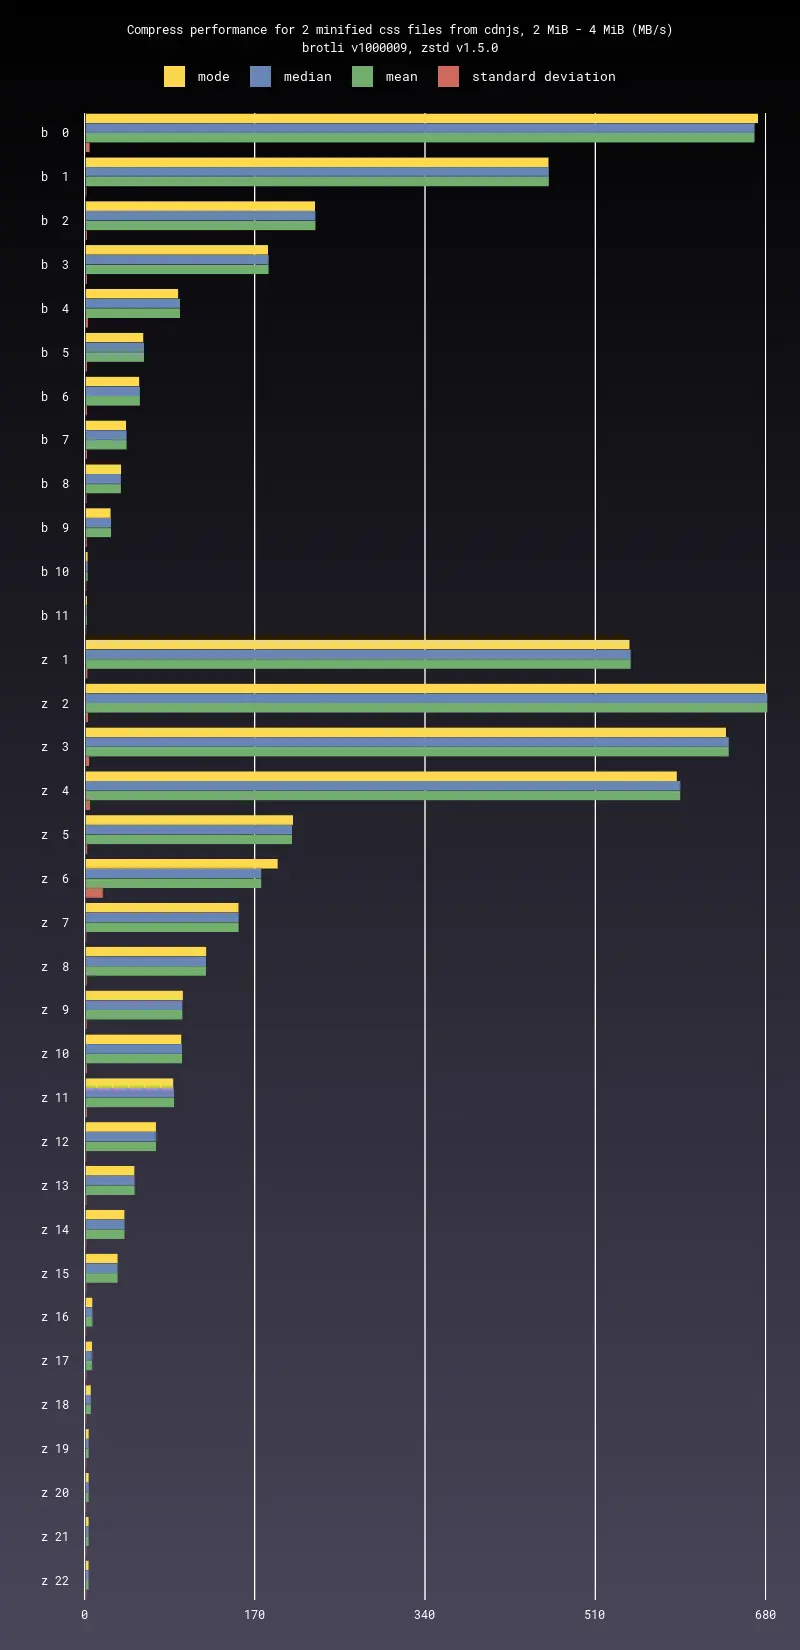 Compress performance for 2 minified css files from cdnjs, 2 MiB - 4 MiB (MB/s)
brotli v1000009, zstd v1.5.0
mode median mean standard deviation
b 0
b 1
b 2
b 3
b 4
b 5
b 6
b 7
b 8
b 9
b 10
b 11
z 1
z 2
z 3
z 4
z 5
z 6
z 7
z 8
z 9
z 10
z 11
z 12
z 13
z 14
z 15
z 16
z 17
z 18
z 19
z 20
z 21
z 22
0 170 340 510 680